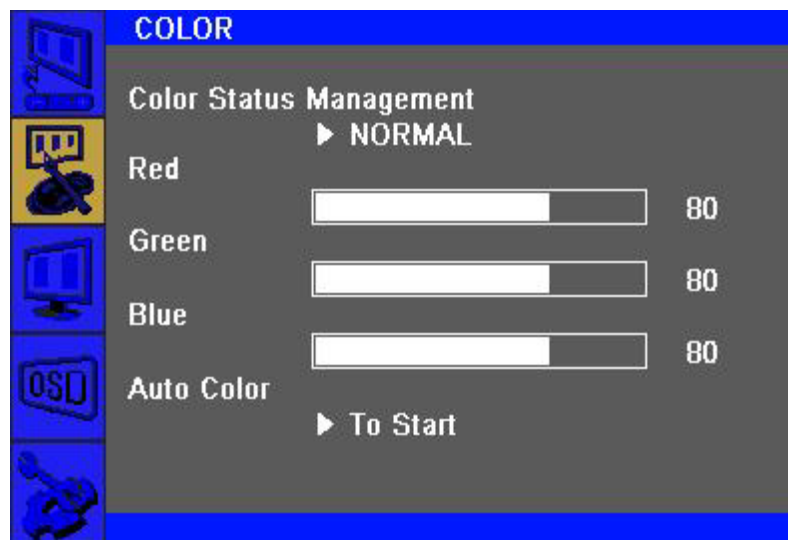 COLOR
Color Status Management
▶ NORMAL
Red
80
Green
80
Blue
80
OSD
Auto Color
▶ To Start